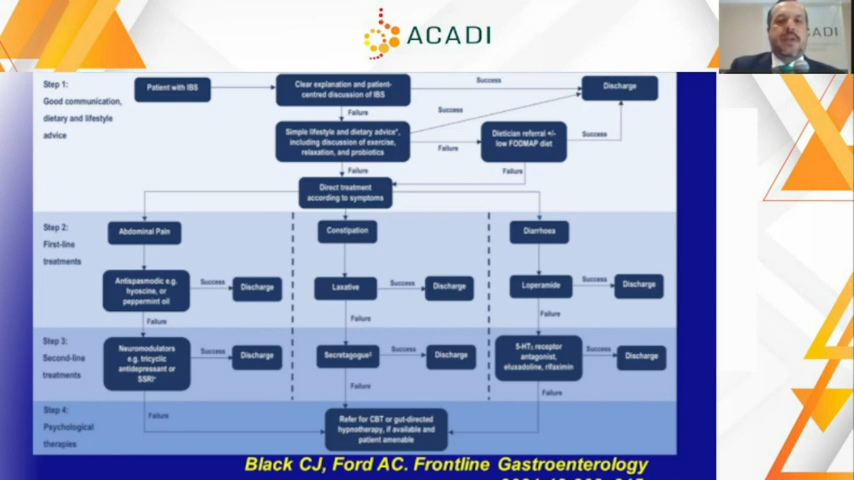 ACADI
ACADI
Step 1:
Good communication,
dietary and lifestyle
advice
Patient with IBS
Clear explanation and patient-
centred discussion of IBS
Success
Discharge
Failure
Success
Simple lifestyle and dietary advice*,
including discussion of exercise,
relaxation, and probiotics
Failure
Dietician referral +/-
low FODMAP diet
Success
Failure
Failure
Direct treatment
according to symptoms
Step 2:
First-line
treatments
Abdominal Pain
Constipation
Diarrhoea
Antispasmodic e.g.
hyoscine, or
peppermint oil
Success
Discharge
Laxative
Success
Discharge
Loperamide
Success
Discharge
Failure
Failure
Failure
Step 3:
Second-line
treatments
Neuromodulators
e.g. tricyclic
antidepressant or
Success
Discharge
Secretagogue‡
Success
Discharge
5-HT₃ receptor
antagonist,
eluxadoline, rifaximin
Success
Discharge
Failure
Failure
Failure
Step 4:
Psychological
therapies
Refer for CBT or gut-directed
hypnotherapy, if available and
patient amenable
Black CJ, Ford AC. Frontline Gastroenterology